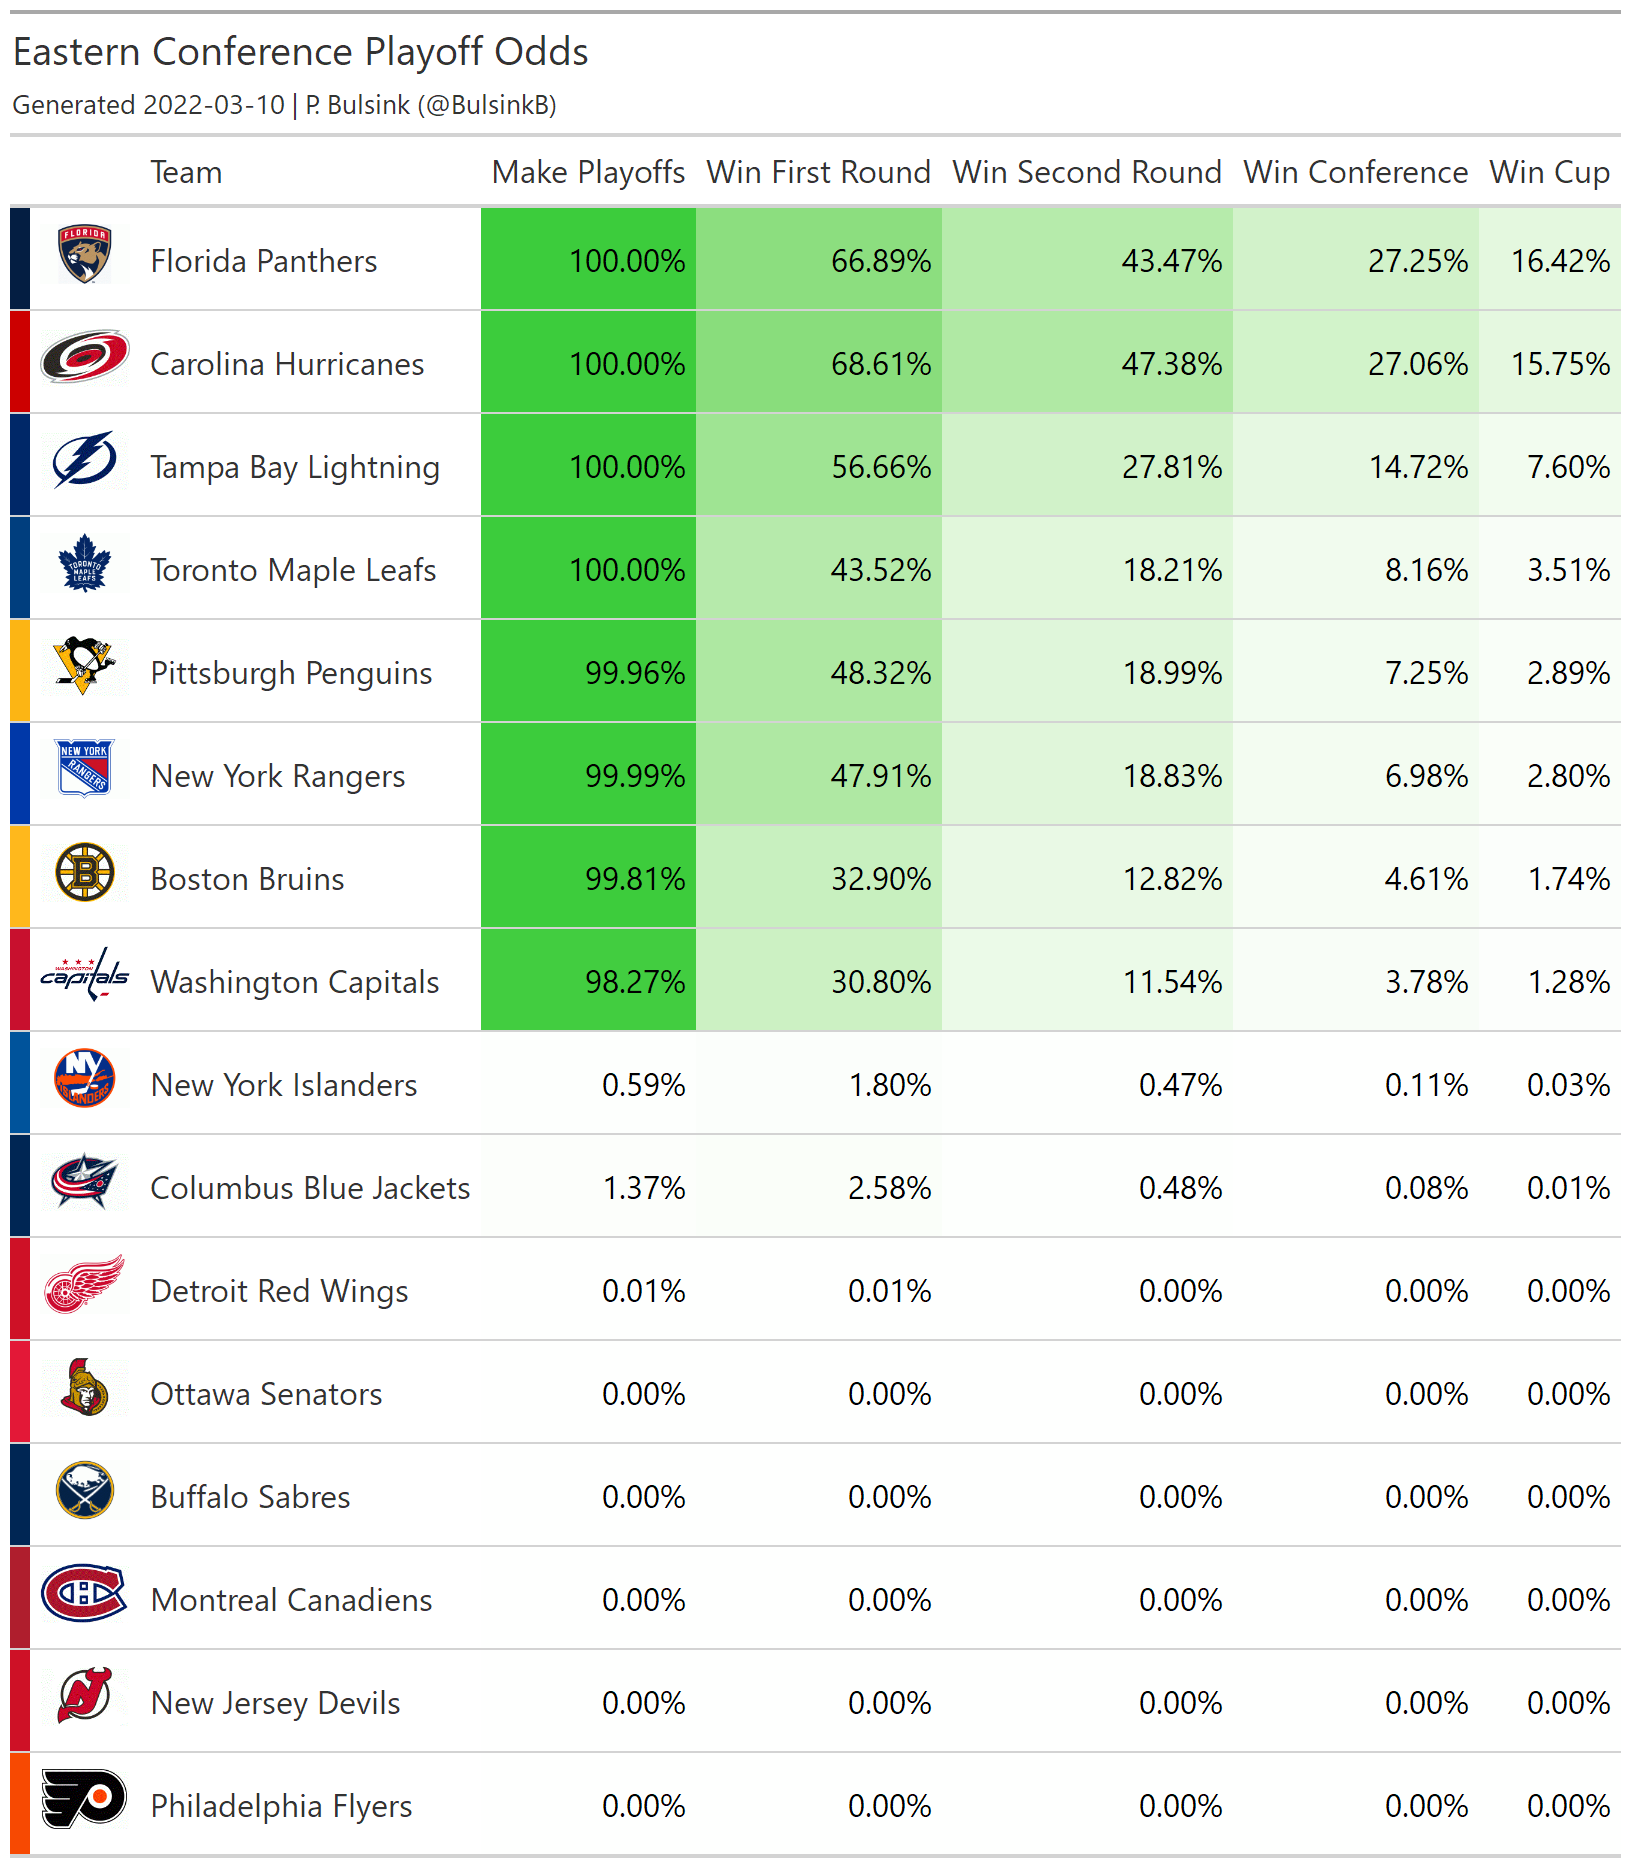 Eastern Conference Playoff Odds
Generated 2022-03-10 | P. Bulsink (@BulsinkB)
Team Make Playoffs Win First Round Win Second Round Win Conference Win Cup
FLORIDA Florida Panthers 100.00% 66.89% 43.47% 27.25% 16.42%
Carolina Hurricanes 100.00% 68.61% 47.38% 27.06% 15.75%
Tampa Bay Lightning 100.00% 56.66% 27.81% 14.72% 7.60%
TORONTO MAPLE LEAFS Toronto Maple Leafs 100.00% 43.52% 18.21% 8.16% 3.51%
Pittsburgh Penguins 99.96% 48.32% 18.99% 7.25% 2.89%
NEW YORK RANGERS New York Rangers 99.99% 47.91% 18.83% 6.98% 2.80%
B Boston Bruins 99.81% 32.90% 12.82% 4.61% 1.74%
WASHINGTON capitals Washington Capitals 98.27% 30.80% 11.54% 3.78% 1.28%
NY ISLANDERS New York Islanders 0.59% 1.80% 0.47% 0.11% 0.03%
Columbus Blue Jackets 1.37% 2.58% 0.48% 0.08% 0.01%
Detroit Red Wings 0.01% 0.01% 0.00% 0.00% 0.00%
Ottawa Senators 0.00% 0.00% 0.00% 0.00% 0.00%
Buffalo Sabres 0.00% 0.00% 0.00% 0.00% 0.00%
Montreal Canadiens 0.00% 0.00% 0.00% 0.00% 0.00%
New Jersey Devils 0.00% 0.00% 0.00% 0.00% 0.00%
Philadelphia Flyers 0.00% 0.00% 0.00% 0.00% 0.00%